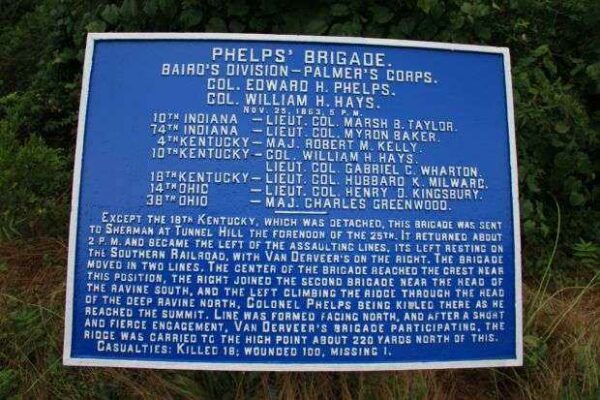 PHELPS' BRIGADE.
BAIRD'S DIVISION – PALMER'S CORPS.
COL. EDWARD H. PHELPS.
COL. WILLIAM H. HAYS.
NOV. 25, 1863, 5 P.M.
10TH INDIANA – LIEUT. COL. MARSH B. TAYLOR.
74TH INDIANA – LIEUT. COL. MYRON BAKER.
4TH KENTUCKY – MAJ. ROBERT M. KELLY.
10TH KENTUCKY – COL. WILLIAM H. HAYS.
LIEUT. COL. GABRIEL C. WHARTON.
18TH KENTUCKY – LIEUT. COL. HUBBARD K. MILWARD.
14TH OHIO – LIEUT. COL. HENRY D. KINGSBURY.
38TH OHIO – MAJ. CHARLES GREENWOOD.
EXCEPT THE 18TH KENTUCKY, WHICH WAS DETACHED, THIS BRIGADE WAS SENT
TO SHERMAN AT TUNNEL HILL THE FORENOON OF THE 25TH. IT RETURNED ABOUT
2 P.M. AND BECAME THE LEFT OF THE ASSAULTING LINES, ITS LEFT RESTING ON
THE SOUTHERN RAILROAD, WITH VAN DERVEER'S ON THE RIGHT. THE BRIGADE
MOVED IN TWO LINES. THE CENTER OF THE BRIGADE REACHED THE CREST NEAR
THIS POSITION, THE RIGHT JOINED THE SECOND BRIGADE NEAR THE HEAD OF
THE RAVINE SOUTH, AND THE LEFT CLIMBING THE RIDGE THROUGH THE HEAD
OF THE DEEP RAVINE NORTH, COLONEL PHELPS BEING KILLED THERE AS HE
REACHED THE SUMMIT. LINE WAS FORMED FACING NORTH, AND AFTER A SHORT
AND FIERCE ENGAGEMENT, VAN DERVEER'S BRIGADE PARTICIPATING, THE
RIDGE WAS CARRIED TO THE HIGH POINT ABOUT 220 YARDS NORTH OF THIS.
CASUALTIES: KILLED 18; WOUNDED 100, MISSING 1.